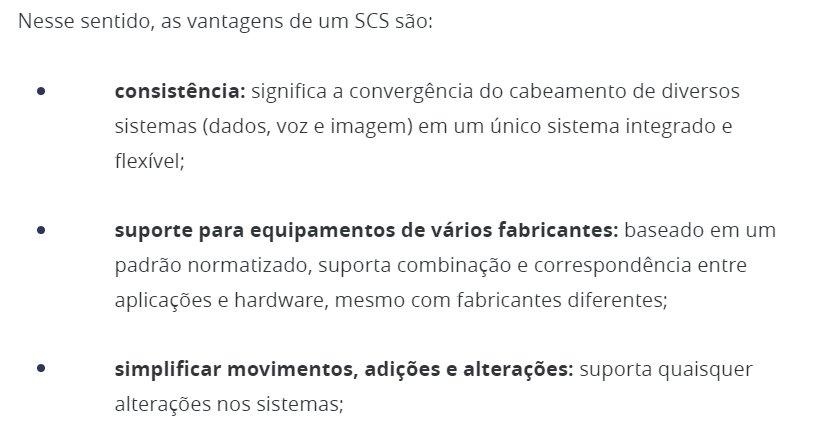 Nesse sentido, as vantagens de um SCS são:
• consistência: significa a convergência do cabeamento de diversos
sistemas (dados, voz e imagem) em um único sistema integrado e
flexível;
• suporte para equipamentos de vários fabricantes: baseado em um
padrão normatizado, suporta combinação e correspondência entre
aplicações e hardware, mesmo com fabricantes diferentes;
• simplificar movimentos, adições e alterações: suporta quaisquer
alterações nos sistemas;